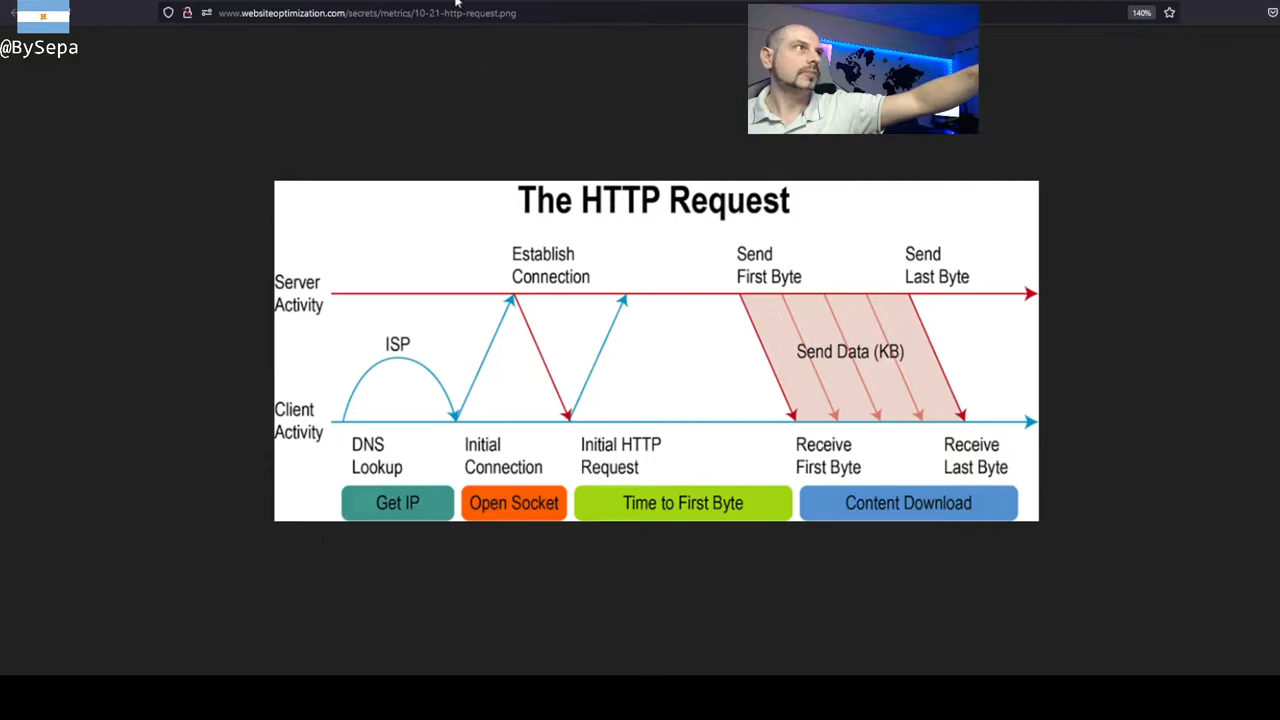 www.websiteoptimization.com/secrets/metrics/10-21-http-request.png
140%
@BySepa
The HTTP Request
Establish
Connection
Send
First Byte
Send
Last Byte
Server
Activity
ISP
Send Data (KB)
Client
Activity
DNS
Lookup
Initial
Connection
Initial HTTP
Request
Receive
First Byte
Receive
Last Byte
Get IP
Open Socket
Time to First Byte
Content Download